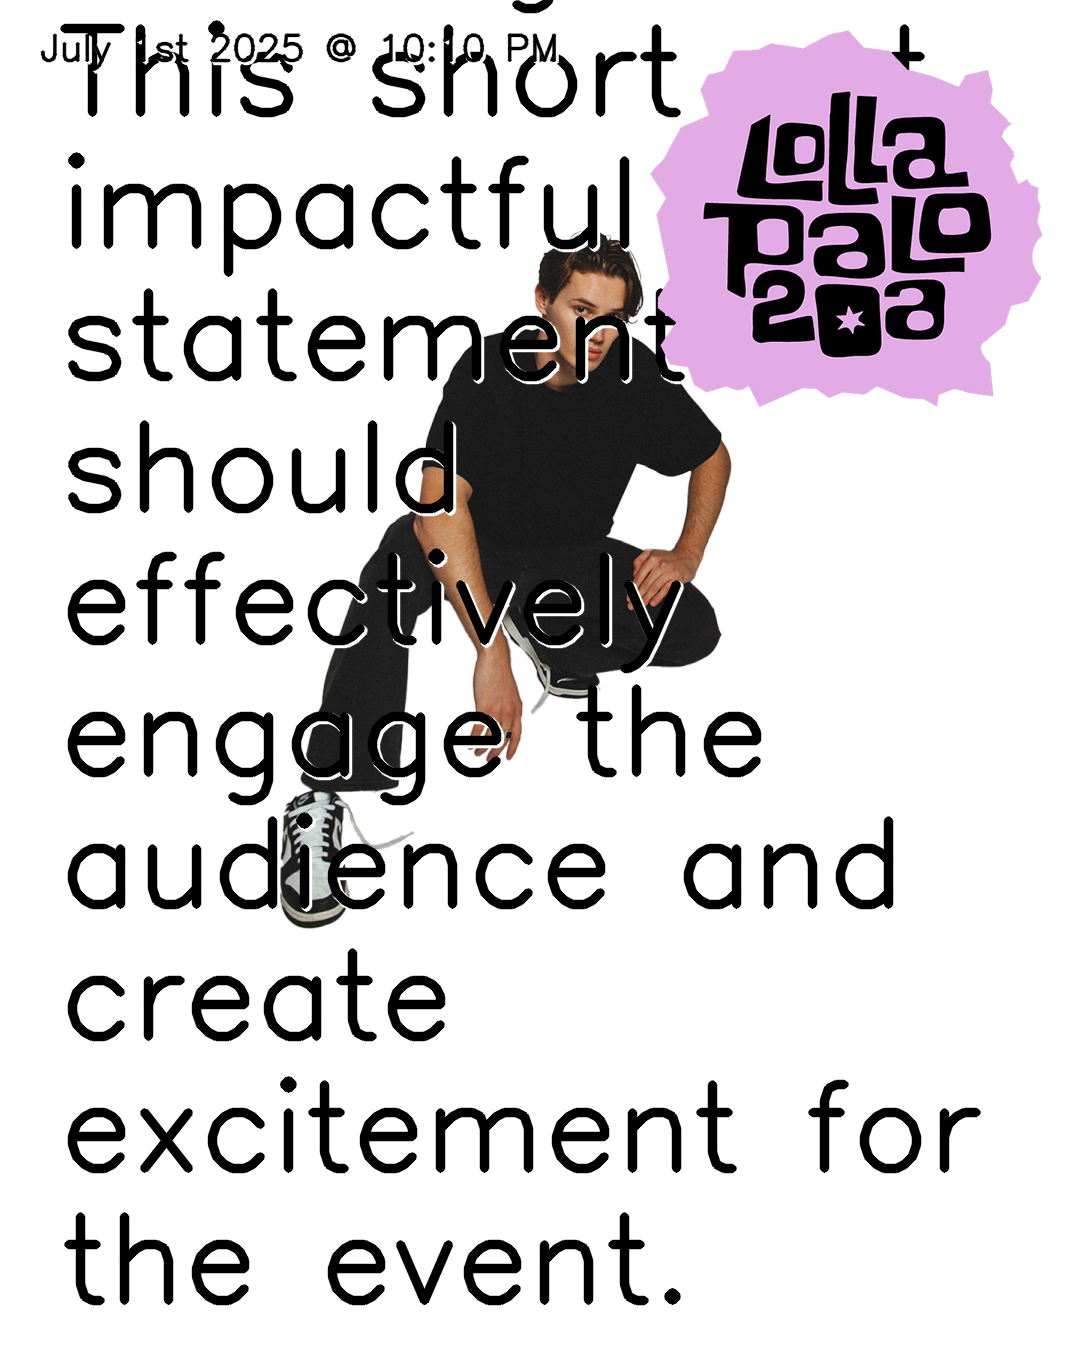 July 1st 2025 @ 10:10 PM
This short
impactful
statement
should
effectively
engage the
audience and
create
excitement for
the event.
Lolla
Palo
oza